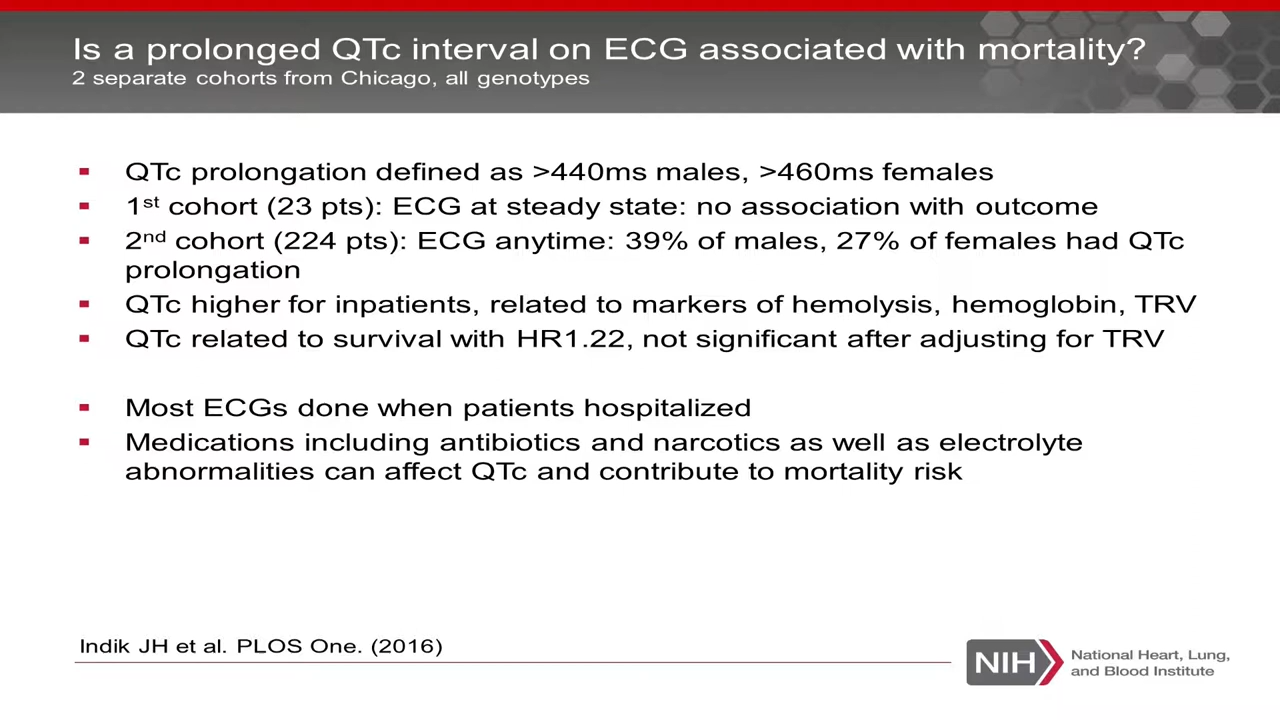 Is a prolonged QTc interval on ECG associated with mortality?
2 separate cohorts from Chicago, all genotypes
▪ QTc prolongation defined as >440ms males, >460ms females
▪ 1st cohort (23 pts): ECG at steady state: no association with outcome
▪ 2nd cohort (224 pts): ECG anytime: 39% of males, 27% of females had QTc
prolongation
▪ QTc higher for inpatients, related to markers of hemolysis, hemoglobin, TRV
▪ QTc related to survival with HR1.22, not significant after adjusting for TRV
▪ Most ECGs done when patients hospitalized
▪ Medications including antibiotics and narcotics as well as electrolyte
abnormalities can affect QTc and contribute to mortality risk
Indik JH et al. PLOS One. (2016)
NIH
National Heart, Lung,
and Blood Institute